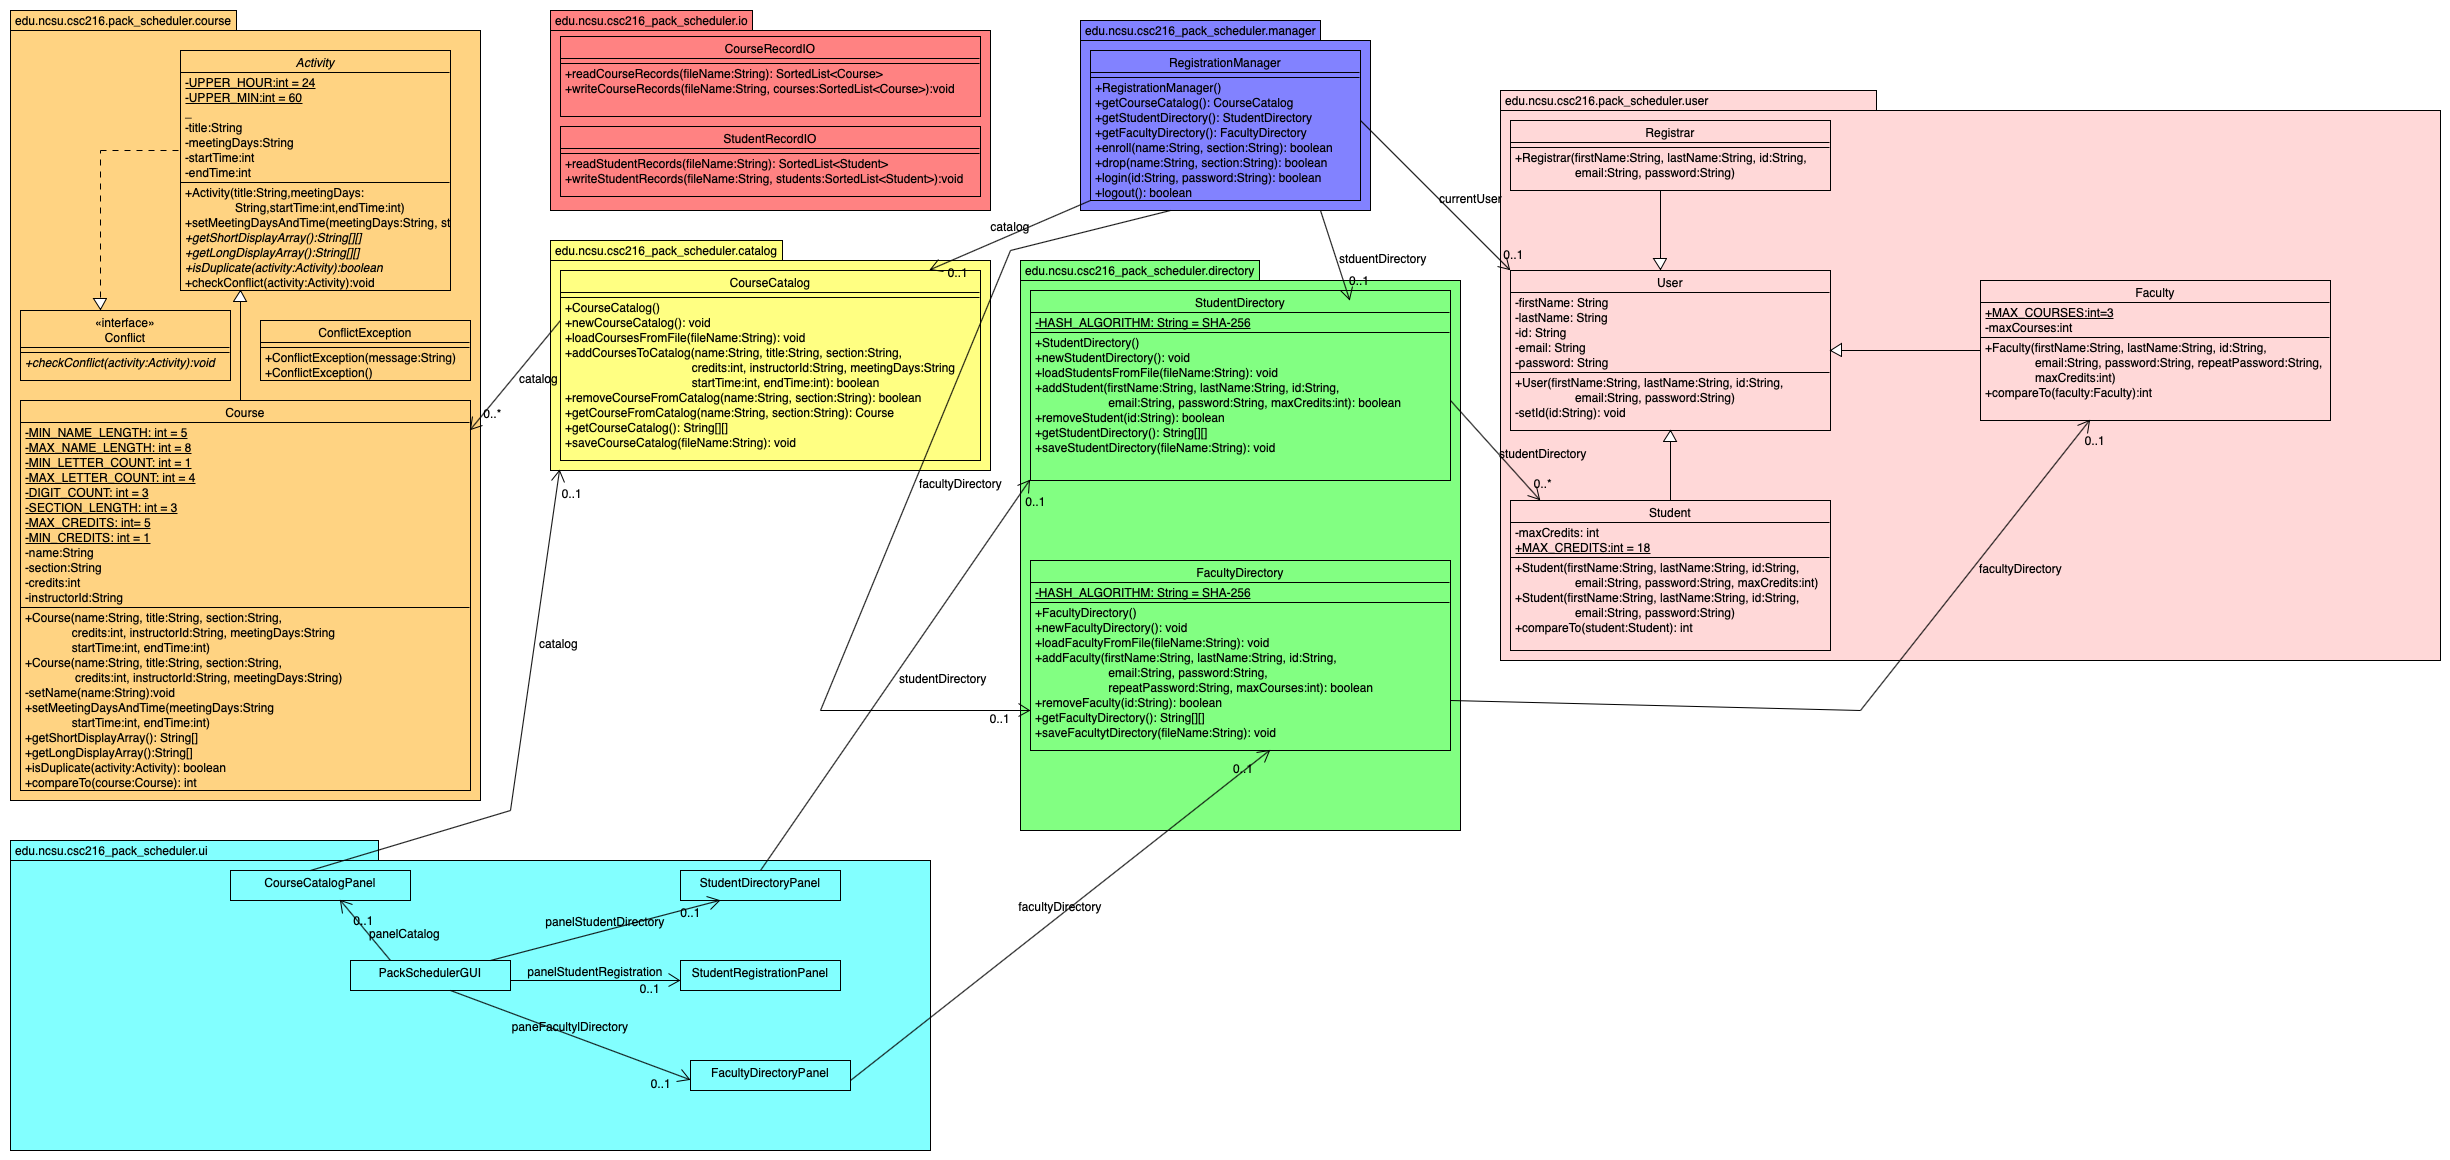 edu.ncsu.csc216.pack_scheduler.course
Activity
-UPPER_HOUR:int = 24
-UPPER_MIN:int = 60
_
-title:String
-meetingDays:String
-startTime:int
-endTime:int
+Activity(title:String,meetingDays:
String,startTime:int,endTime:int)
+setMeetingDaysAndTime(meetingDays:String, st
+getShortDisplayArray():String[][]
+getLongDisplayArray():String[][]
+isDuplicate(activity:Activity):boolean
+checkConflict(activity:Activity):void
«interface»
Conflict
+checkConflict(activity:Activity):void
ConflictException
+ConflictException(message:String)
+ConflictException()
Course
-MIN_NAME_LENGTH: int = 5
-MAX_NAME_LENGTH: int = 8
-MIN_LETTER_COUNT: int = 1
-MAX_LETTER_COUNT: int = 4
-DIGIT_COUNT: int = 3
-SECTION_LENGTH: int = 3
-MAX_CREDITS: int= 5
-MIN_CREDITS: int = 1
-name:String
-section:String
-credits:int
-instructorId:String
+Course(name:String, title:String, section:String,
credits:int, instructorId:String, meetingDays:String
startTime:int, endTime:int)
+Course(name:String, title:String, section:String,
credits:int, instructorId:String, meetingDays:String)
-setName(name:String):void
+setMeetingDaysAndTime(meetingDays:String
startTime:int, endTime:int)
+getShortDisplayArray(): String[]
+getLongDisplayArray():String[]
+isDuplicate(activity:Activity): boolean
+compareTo(course:Course): int
edu.ncsu.csc216_pack_scheduler.io
CourseRecordIO
+readCourseRecords(fileName:String): SortedList<Course>
+writeCourseRecords(fileName:String, courses:SortedList<Course>):void
StudentRecordIO
+readStudentRecords(fileName:String): SortedList<Student>
+writeStudentRecords(fileName:String, students:SortedList<Student>):void
edu.ncsu.csc216_pack_scheduler.manager
RegistrationManager
+RegistrationManager()
+getCourseCatalog(): CourseCatalog
+getStudentDirectory(): StudentDirectory
+getFacultyDirectory(): FacultyDirectory
+enroll(name:String, section:String): boolean
+drop(name:String, section:String): boolean
+login(id:String, password:String): boolean
+logout(): boolean
catalog
0..1
currentUser
0..1
stduentDirectory
0..1
facultyDirectory
0..1
edu.ncsu.csc216_pack_scheduler.catalog
CourseCatalog
+CourseCatalog()
+newCourseCatalog(): void
+loadCoursesFromFile(fileName:String): void
+addCoursesToCatalog(name:String, title:String, section:String,
credits:int, instructorId:String, meetingDays:String
startTime:int, endTime:int): boolean
+removeCourseFromCatalog(name:String, section:String): boolean
+getCourseFromCatalog(name:String, section:String): Course
+getCourseCatalog(): String[][]
+saveCourseCatalog(fileName:String): void
catalog
0..*
catalog
0..1
edu.ncsu.csc216_pack_scheduler.directory
StudentDirectory
-HASH_ALGORITHM: String = SHA-256
+StudentDirectory()
+newStudentDirectory(): void
+loadStudentsFromFile(fileName:String): void
+addStudent(firstName:String, lastName:String, id:String,
email:String, password:String, maxCredits:int): boolean
+removeStudent(id:String): boolean
+getStudentDirectory(): String[][]
+saveStudentDirectory(fileName:String): void
studentDirectory
0..1
studentDirectory
0..*
FacultyDirectory
-HASH_ALGORITHM: String = SHA-256
+FacultyDirectory()
+newFacultyDirectory(): void
+loadFacultyFromFile(fileName:String): void
+addFaculty(firstName:String, lastName:String, id:String,
email:String, password:String,
repeatPassword:String, maxCourses:int): boolean
+removeFaculty(id:String): boolean
+getFacultyDirectory(): String[][]
+saveFacultytDirectory(fileName:String): void
0..1
facultyDirectory
facultyDirectory
0..1
edu.ncsu.csc216.pack_scheduler.user
Registrar
+Registrar(firstName:String, lastName:String, id:String,
email:String, password:String)
User
-firstName: String
-lastName: String
-id: String
-email: String
-password: String
+User(firstName:String, lastName:String, id:String,
email:String, password:String)
-setId(id:String): void
Faculty
+MAX_COURSES:int=3
-maxCourses:int
+Faculty(firstName:String, lastName:String, id:String,
email:String, password:String, repeatPassword:String,
maxCredits:int)
+compareTo(faculty:Faculty):int
Student
-maxCredits: int
+MAX_CREDITS:int = 18
+Student(firstName:String, lastName:String, id:String,
email:String, password:String, maxCredits:int)
+Student(firstName:String, lastName:String, id:String,
email:String, password:String)
+compareTo(student:Student): int
edu.ncsu.csc216_pack_scheduler.ui
CourseCatalogPanel
StudentDirectoryPanel
0..1
panelCatalog
panelStudentDirectory
0..1
PackSchedulerGUI
panelStudentRegistration
0..1
StudentRegistrationPanel
paneFacultylDirectory
0..1
FacultyDirectoryPanel